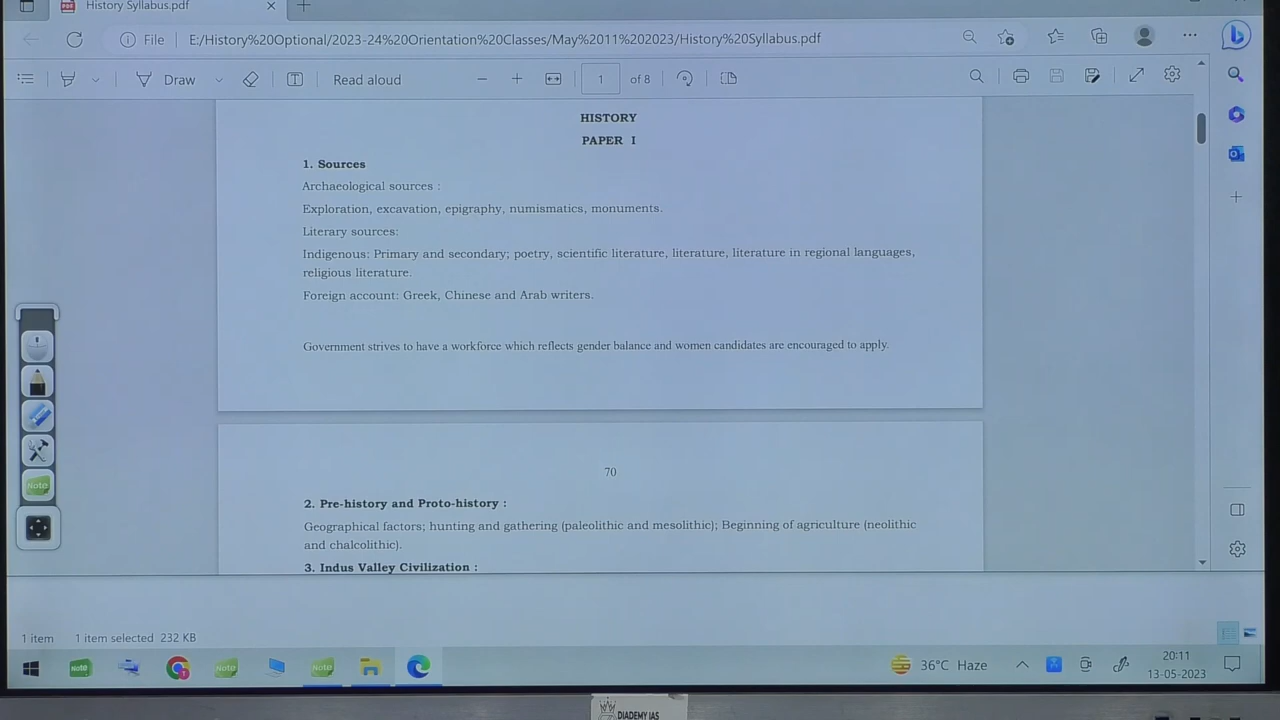 History Syllabus.pdf
File
E:/History%20Optional/2023-24%20Orientation%20Classes/May%2011%202023/History%20Syllabus.pdf
Draw
Read aloud
1
of 8
HISTORY
PAPER I
1. Sources
Archaeological sources :
Exploration, excavation, epigraphy, numismatics, monuments.
Literary sources:
Indigenous: Primary and secondary; poetry, scientific literature, literature, literature in regional languages,
religious literature.
Foreign account: Greek, Chinese and Arab writers.
Government strives to have a workforce which reflects gender balance and women candidates are encouraged to apply.
70
2. Pre-history and Proto-history :
Geographical factors; hunting and gathering (paleolithic and mesolithic); Beginning of agriculture (neolithic
and chalcolithic).
3. Indus Valley Civilization :
Note
1 item
1 item selected 232 KB
Note
Note
Note
36°C Haze
20:11
13-05-2023
DIADEMY IAS